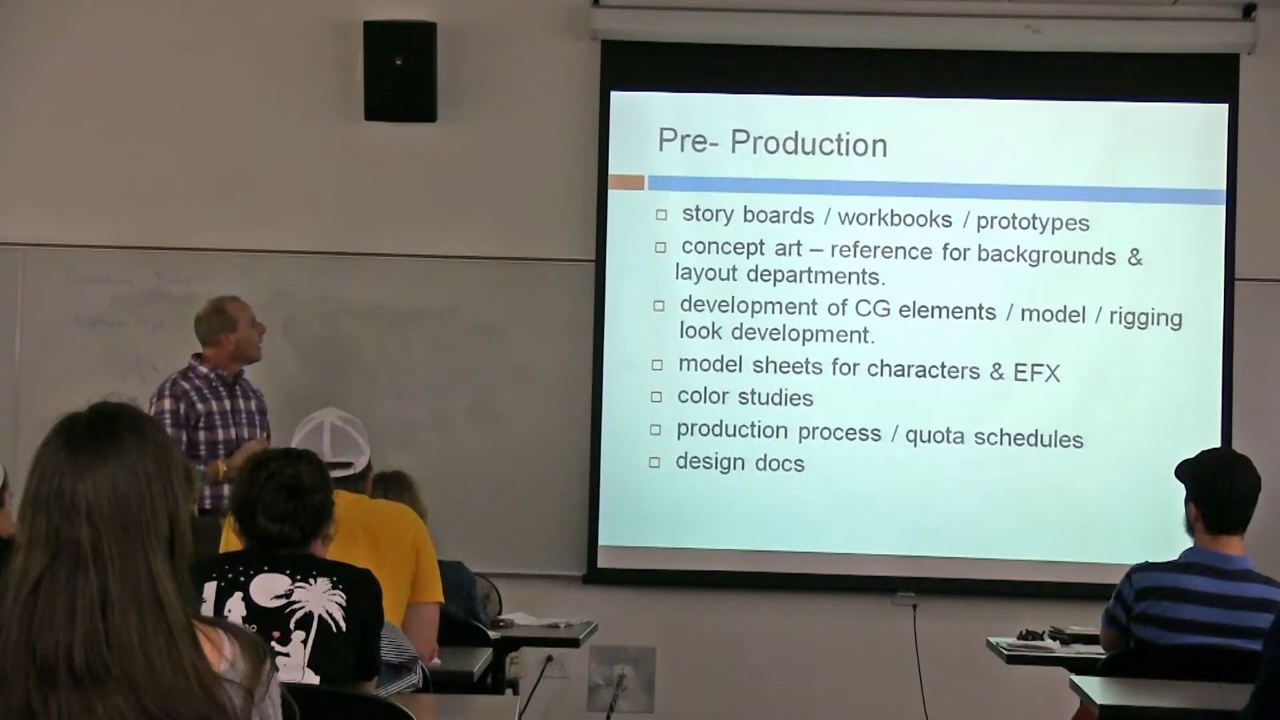 Pre- Production
□ story boards / workbooks / prototypes
□ concept art – reference for backgrounds &
layout departments.
□ development of CG elements / model / rigging
look development.
□ model sheets for characters & EFX
□ color studies
□ production process / quota schedules
□ design docs